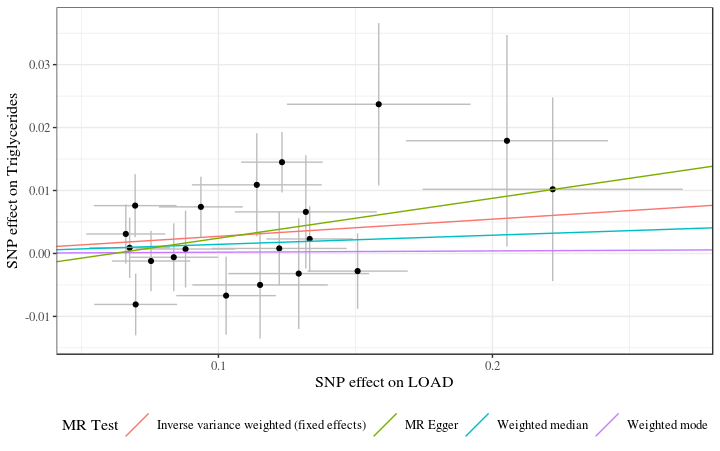 SNP effect on Triglycerides
0.03
0.02
0.01
0.00
-0.01
0.1 0.2
SNP effect on LOAD
MR Test Inverse variance weighted (fixed effects) MR Egger Weighted median Weighted mode